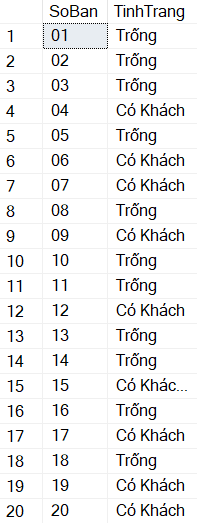 SoBan TinhTrang
1 01 Trống
2 02 Trống
3 03 Trống
4 04 Có Khách
5 05 Trống
6 06 Có Khách
7 07 Có Khách
8 08 Trống
9 09 Có Khách
10 10 Trống
11 11 Trống
12 12 Có Khách
13 13 Trống
14 14 Trống
15 15 Có Khác...
16 16 Trống
17 17 Có Khách
18 18 Trống
19 19 Có Khách
20 20 Có Khách